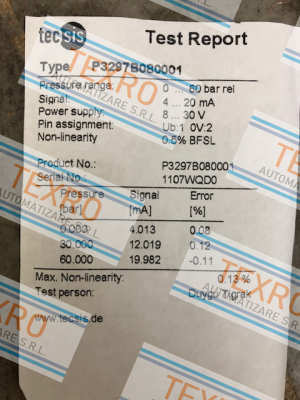 tecsis Test Report
Type P3297B080001
Pressure range: 0 ... 60 bar rel
Signal: 4 ... 20 mA
Power supply: 8 ... 30 V
Pin assignment: Ub:1 0V:2
Non-linearity 0.5% BFSL
Product No.: P3297B080001
Serial No.: 1107WQD0
Pressure Signal Error
[bar] [mA] [%]
0.000 4.013 0.08
30.000 12.019 0.12
60.000 19.982 -0.11
Max. Non-linearity: 0.13 %
Test person: Duygu Tigrak
www.tecsis.de
TEXRO
AUTOMATIZARE S.R.L.